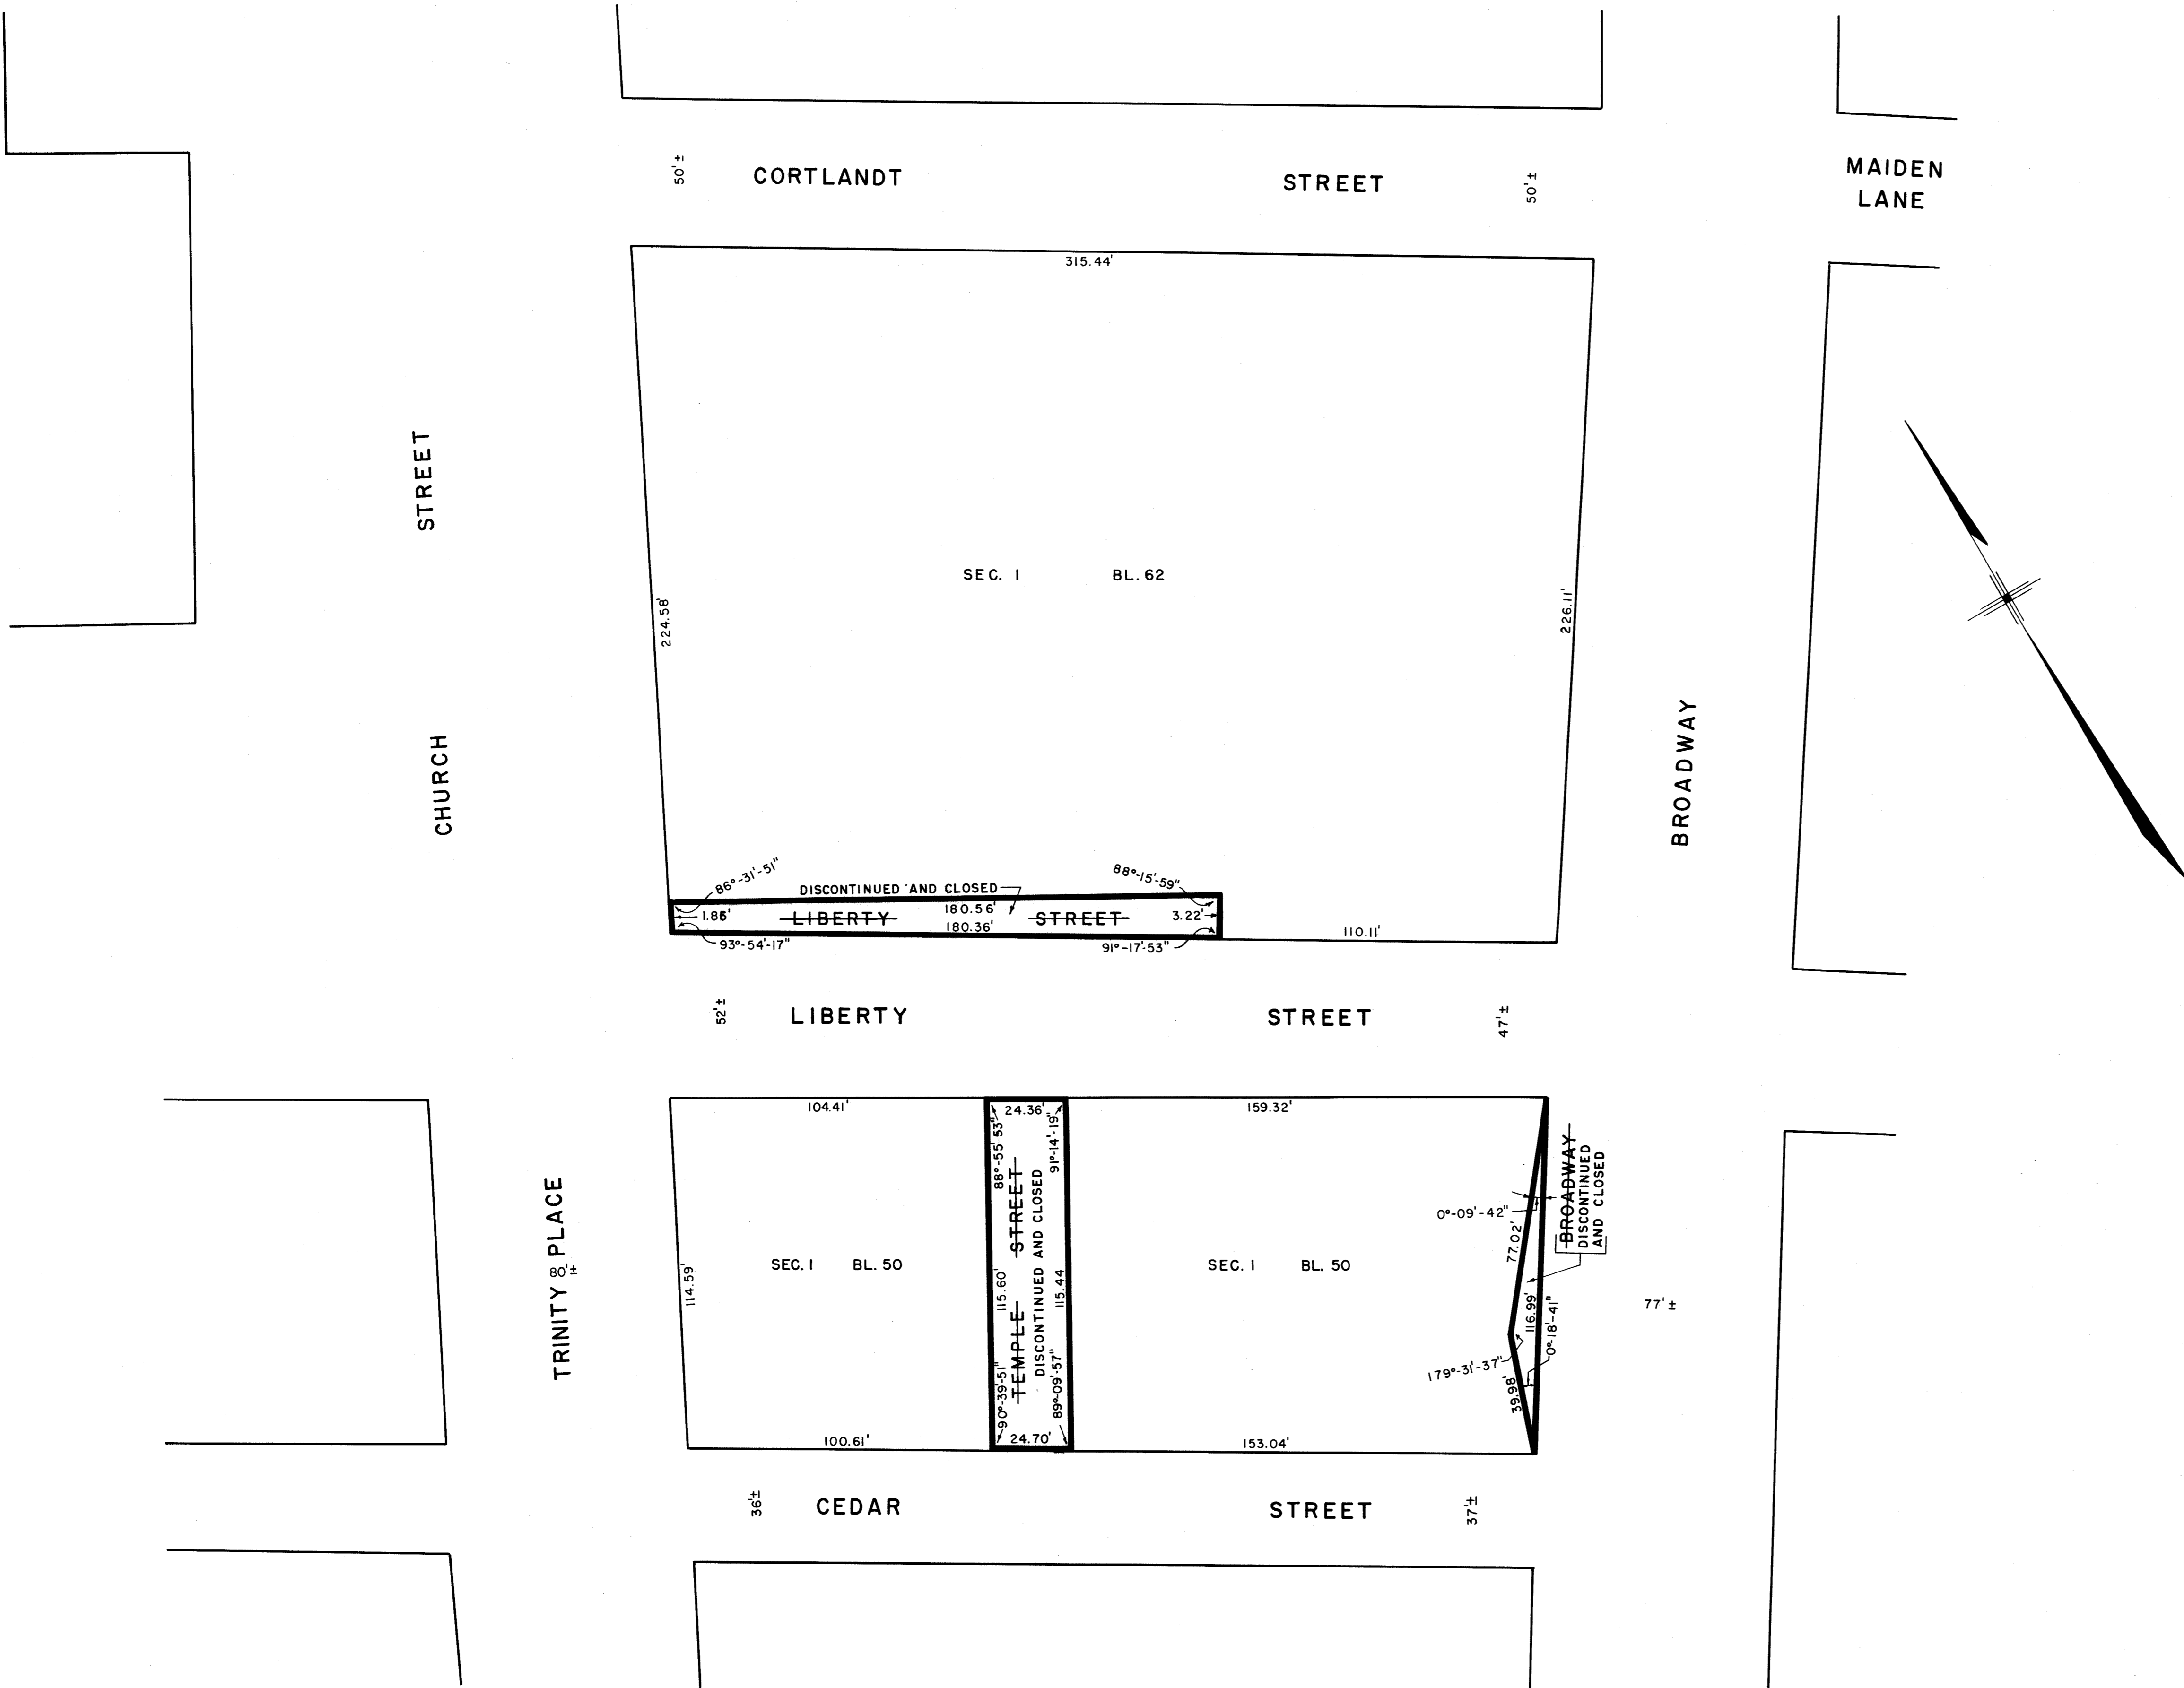 50'±
CORTLANDT STREET
50'±
MAIDEN
LANE
315.44'
CHURCH STREET
224.58'
SEC. 1 BL. 62
226.11'
BROADWAY
86°-31'-51"
DISCONTINUED AND CLOSED
88°-15'-59"
LIBERTY STREET
180.56'
3.22'
180.36'
93°-54'-17"
91°-17'-53"
110.11'
52'±
LIBERTY STREET
47'±
104.41'
24.36'
159.32'
88°-55' 53"
91°-14'-19"
TRINITY PLACE
80'±
114.59'
SEC. 1 BL. 50
TEMPLE STREET
DISCONTINUED AND CLOSED
115.60'
115.44
90°-39'-51"
89°-09'-57"
SEC. 1 BL. 50
0°-09'-42"
77.02'
BROADWAY
DISCONTINUED
AND CLOSED
116.99'
0°-18'-41"
179°-31'-37"
39.98'
77'±
100.61'
24.70'
153.04'
36'±
CEDAR STREET
37'±